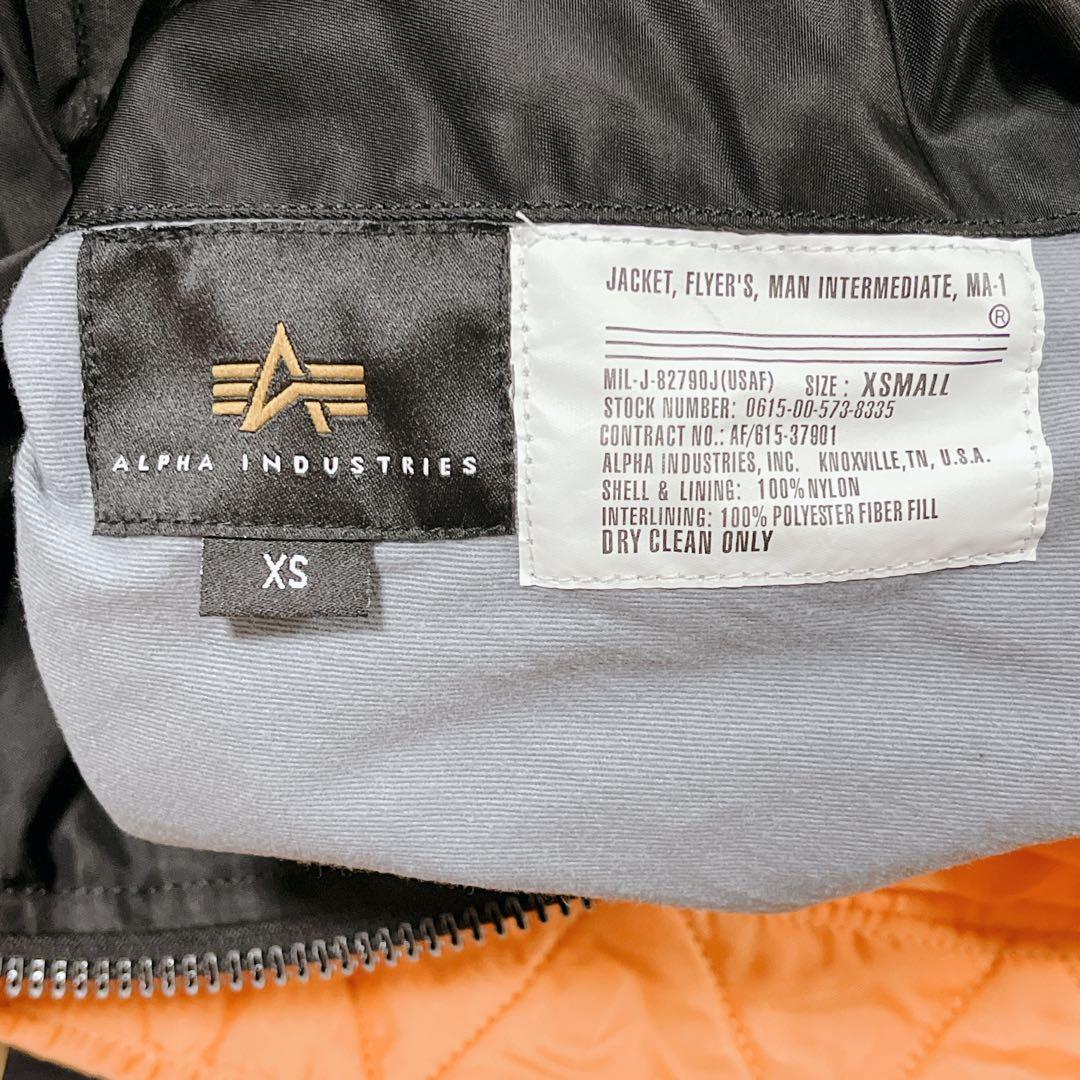 ALPHA INDUSTRIES
XS
JACKET, FLYER'S, MAN INTERMEDIATE, MA-1
®
MIL-J-82790J(USAF) SIZE: XSMALL
STOCK NUMBER: 0615-00-573-8335
CONTRACT NO.: AF/615-37901
ALPHA INDUSTRIES, INC. KNOXVILLE,TN, U.S.A.
SHELL & LINING: 100% NYLON
INTERLINING: 100% POLYESTER FIBER FILL
DRY CLEAN ONLY